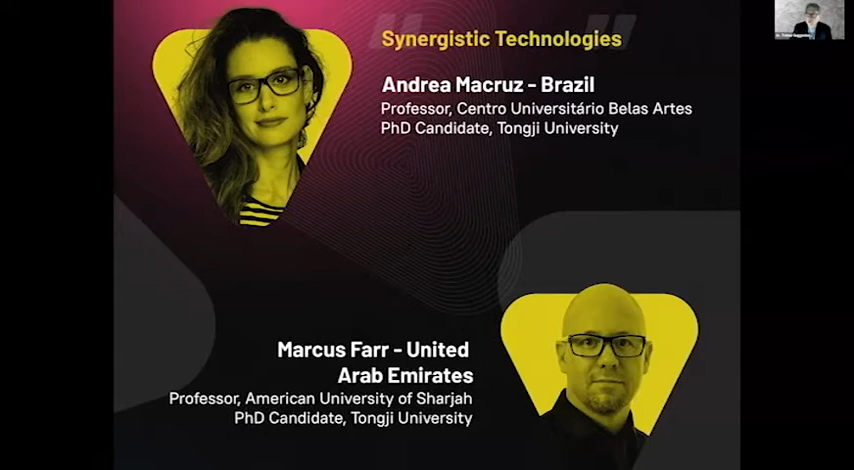 Synergistic Technologies
Andrea Macruz - Brazil
Professor, Centro Universitário Belas Artes
PhD Candidate, Tongji University
Marcus Farr - United
Arab Emirates
Professor, American University of Sharjah
PhD Candidate, Tongji University